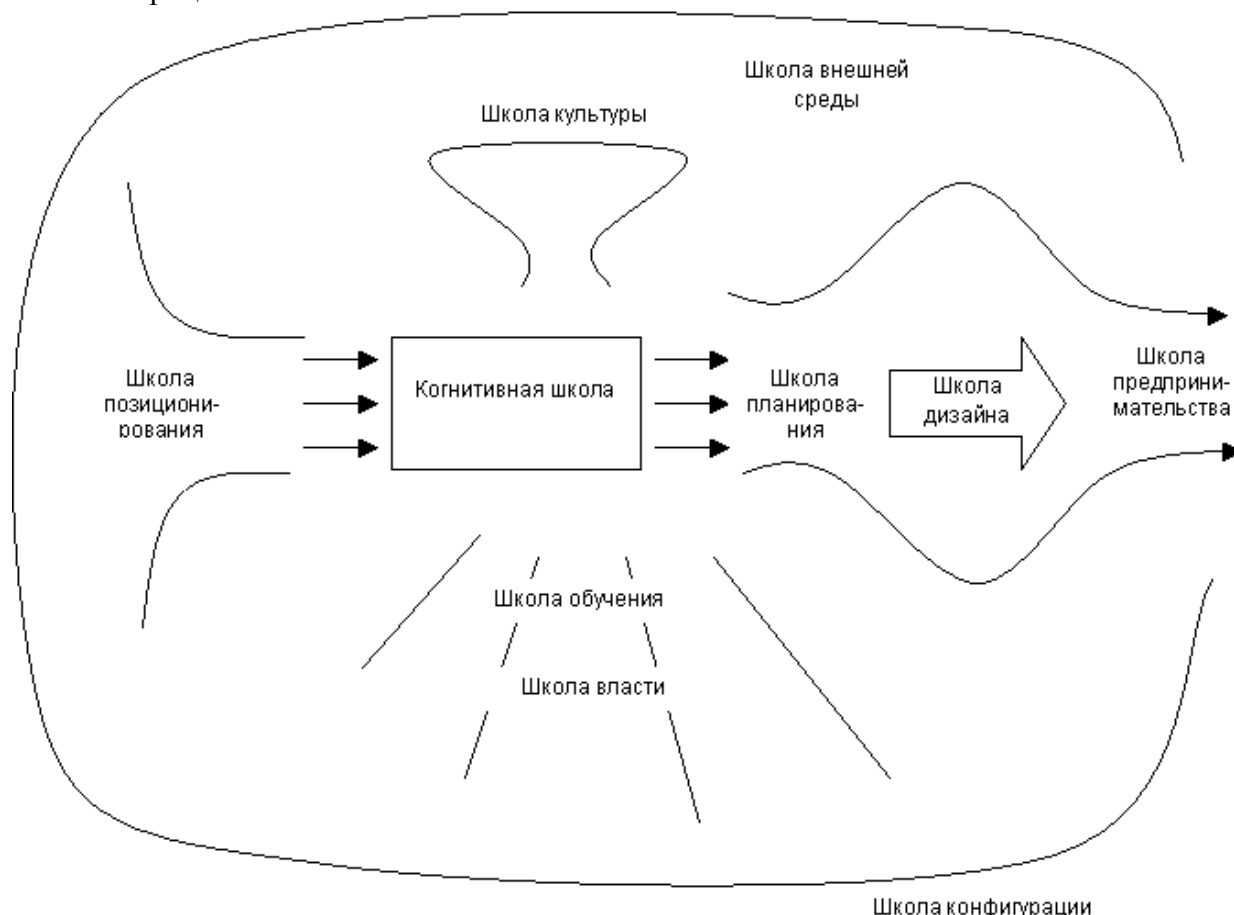 Школа внешней
среды
Школа культуры
Школа
позициони-
рования
Когнитивная школа
Школа
планирова-
ния
Школа
дизайна
Школа
предприни-
мательства
Школа обучения
Школа власти
Школа конфигурации